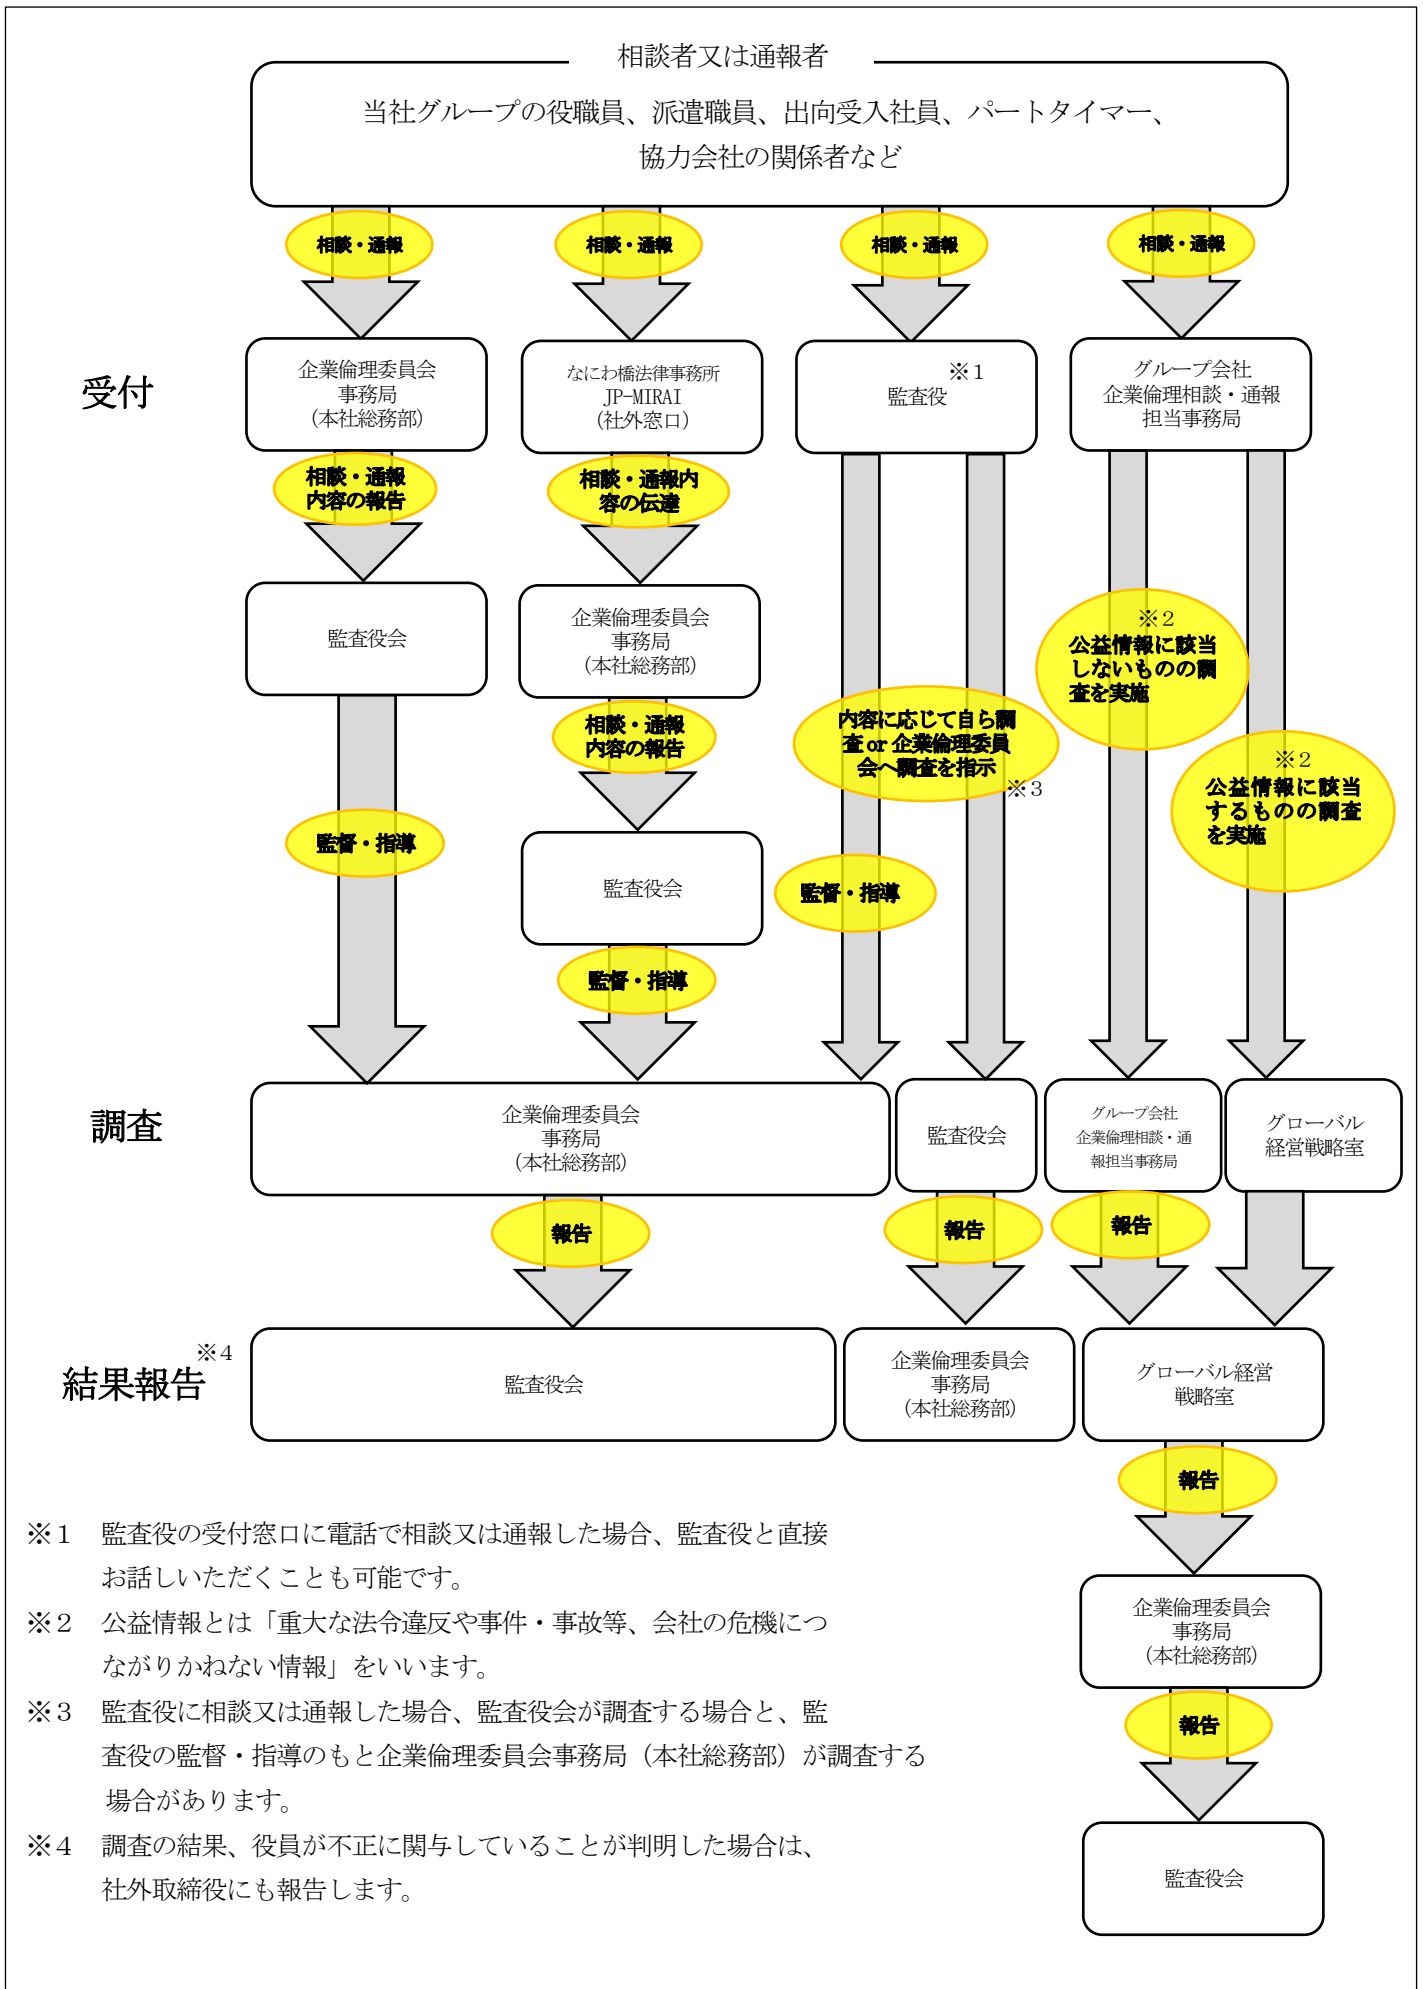 相談者又は通報者
当社グループの役職員、派遣職員、出向受入社員、パートタイマー、
協力会社の関係者など
相談・通報
相談・通報
相談・通報
相談・通報
受付
企業倫理委員会
事務局
(本社総務部)
なにわ橋法律事務所
JP-MIRAI
(社外窓口)
※1
監査役
グループ会社
企業倫理相談・通報
担当事務局
相談・通報
内容の報告
相談・通報内
容の伝達
監査役会
企業倫理委員会
事務局
(本社総務部)
※2
公益情報に該当
しないものの調
査を実施
相談・通報
内容の報告
内容に応じて自ら調
査 or 企業倫理委員
会へ調査を指示
※3
※2
公益情報に該当
するものの調査
を実施
監督・指導
監査役会
監督・指導
監督・指導
調査
企業倫理委員会
事務局
(本社総務部)
監査役会
グループ会社
企業倫理相談・通
報担当事務局
グローバル
経営戦略室
報告
報告
報告
結果報告
※4
監査役会
企業倫理委員会
事務局
(本社総務部)
グローバル経営
戦略室
報告
企業倫理委員会
事務局
(本社総務部)
報告
監査役会
※1 監査役の受付窓口に電話で相談又は通報した場合、監査役と直接
お話しいただくことも可能です。
※2 公益情報とは「重大な法令違反や事件・事故等、会社の危機につ
ながりかねない情報」をいいます。
※3 監査役に相談又は通報した場合、監査役会が調査する場合と、監
査役の監督・指導のもと企業倫理委員会事務局(本社総務部)が調査する
場合があります。
※4 調査の結果、役員が不正に関与していることが判明した場合は、
社外取締役にも報告します。